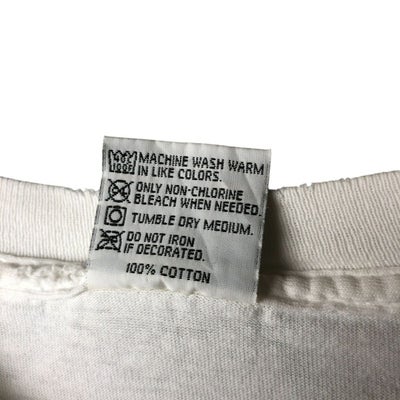 MACHINE WASH WARM
IN LIKE COLORS.
ONLY NON-CHLORINE
BLEACH WHEN NEEDED.
TUMBLE DRY MEDIUM.
DO NOT IRON
IF DECORATED.
100% COTTON